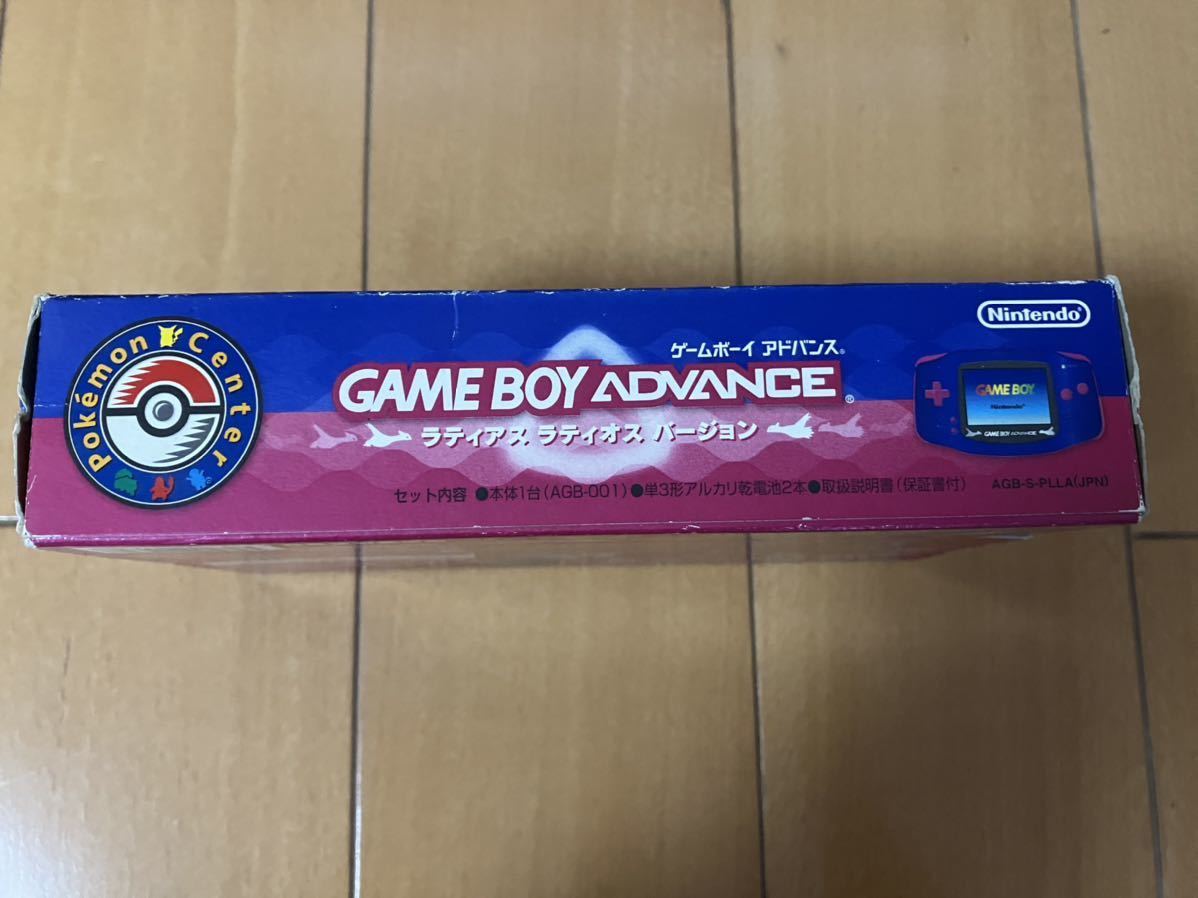 Pokémon Center
Nintendo®
ゲームボーイ アドバンス®
GAME BOY ADVANCE®
ラティアス ラティオス バージョン
GAME BOY
Nintendo®
GAME BOY ADVANCE
セット内容 ●本体1台(AGB-001)●単3形アルカリ乾電池2本●取扱説明書(保証書付)
AGB-S-PLLA(JPN)